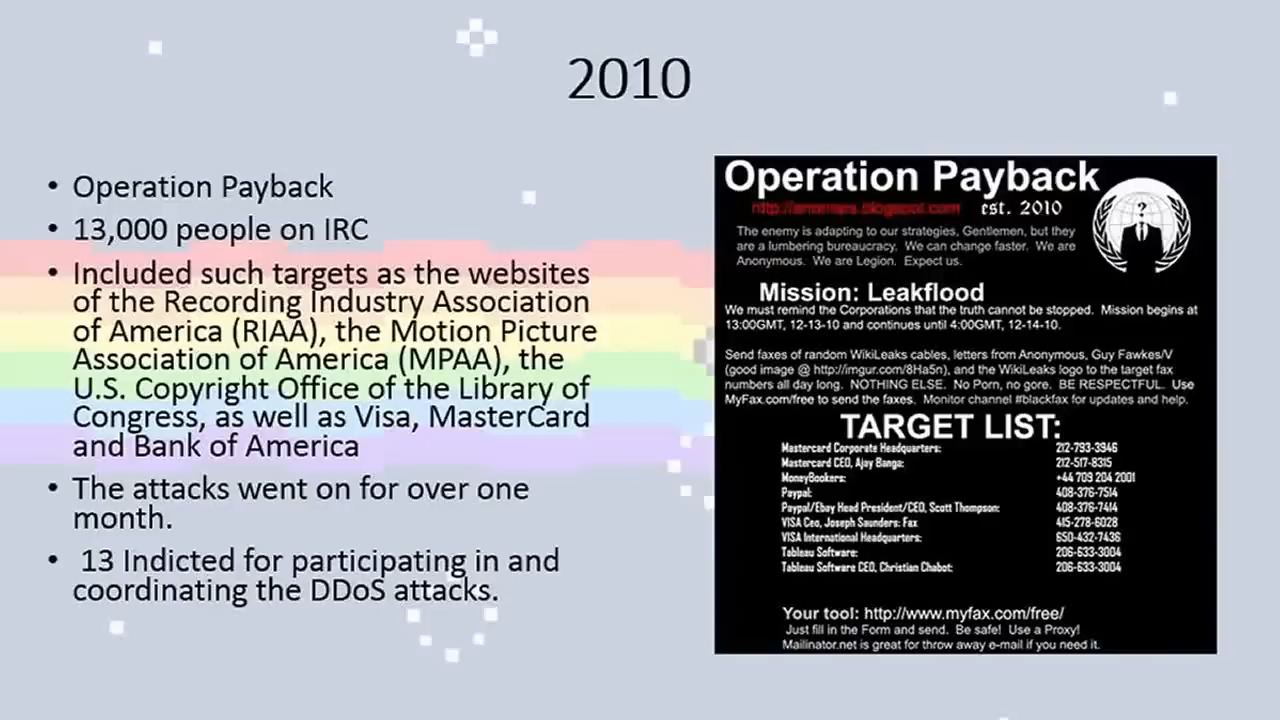 2010
• Operation Payback
• 13,000 people on IRC
• Included such targets as the websites
of the Recording Industry Association
of America (RIAA), the Motion Picture
Association of America (MPAA), the
U.S. Copyright Office of the Library of
Congress, as well as Visa, MasterCard
and Bank of America
• The attacks went on for over one
month.
• 13 Indicted for participating in and
coordinating the DDoS attacks.
Operation Payback
est. 2010
The enemy is adapting to our strategies, Gentlemen, but they
are a lumbering bureaucracy. We can change faster. We are
Anonymous. We are Legion. Expect us.
Mission: Leakflood
We must remind the Corporations that the truth cannot be stopped. Mission begins at
13:00GMT, 12-13-10 and continues until 4:00GMT, 12-14-10.
Send faxes of random WikiLeaks cables, letters from Anonymous, Guy Fawkes/V
(good image @ http://imgur.com/8Ha5n), and the WikiLeaks logo to the target fax
numbers all day long. NOTHING ELSE. No Porn, no gore. BE RESPECTFUL. Use
MyFax.com/free to send the faxes. Monitor channel #blackfax for updates and help.
TARGET LIST:
Mastercard Corporate Headquarters: 212-793-3946
Mastercard CEO, Ajay Banga: 212-517-8315
MoneyBookers: +44 709 204 2001
Paypal: 408-376-7514
Paypal/Ebay Head President/CEO, Scott Thompson: 408-376-7414
VISA Ceo, Joseph Saunders: Fax 415-278-6028
VISA International Headquarters: 650-432-7436
Tableau Software: 206-633-3004
Tableau Software CEO, Christian Chabot: 206-633-3004
Your tool: http://www.myfax.com/free/
Just fill in the Form and send. Be safe! Use a Proxy!
Mailinator.net is great for throw away e-mail if you need it.